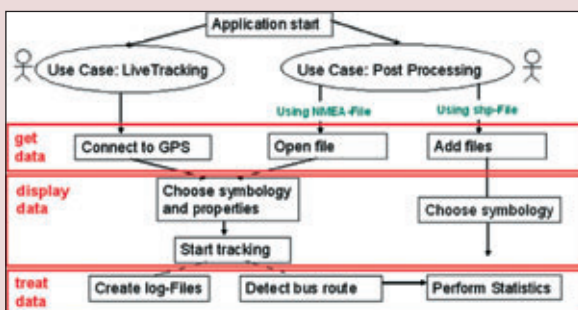 Application start
Use Case: LiveTracking
Use Case: Post Processing
Using NMEA-File
Using shp-File
get
data
Connect to GPS
Open file
Add files
display
data
Choose symbology
and properties
Choose symbology
Start tracking
treat
data
Create log-Files
Detect bus route
Perform Statistics